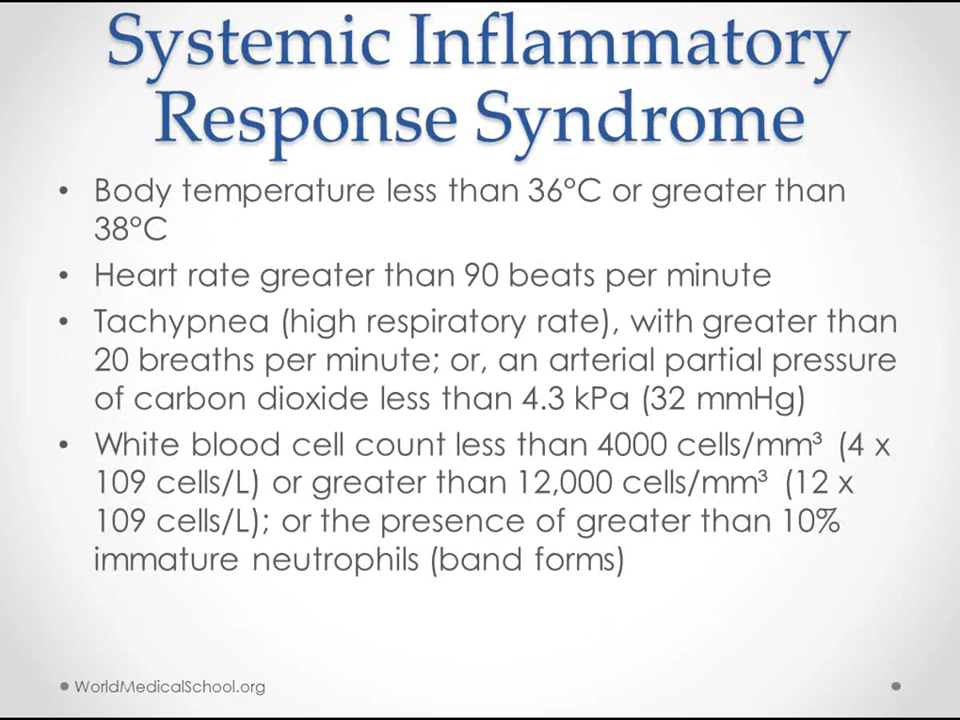 Systemic Inflammatory
Response Syndrome
• Body temperature less than 36°C or greater than
38°C
• Heart rate greater than 90 beats per minute
• Tachypnea (high respiratory rate), with greater than
20 breaths per minute; or, an arterial partial pressure
of carbon dioxide less than 4.3 kPa (32 mmHg)
• White blood cell count less than 4000 cells/mm³ (4 x
109 cells/L) or greater than 12,000 cells/mm³ (12 x
109 cells/L); or the presence of greater than 10%
immature neutrophils (band forms)
WorldMedicalSchool.org